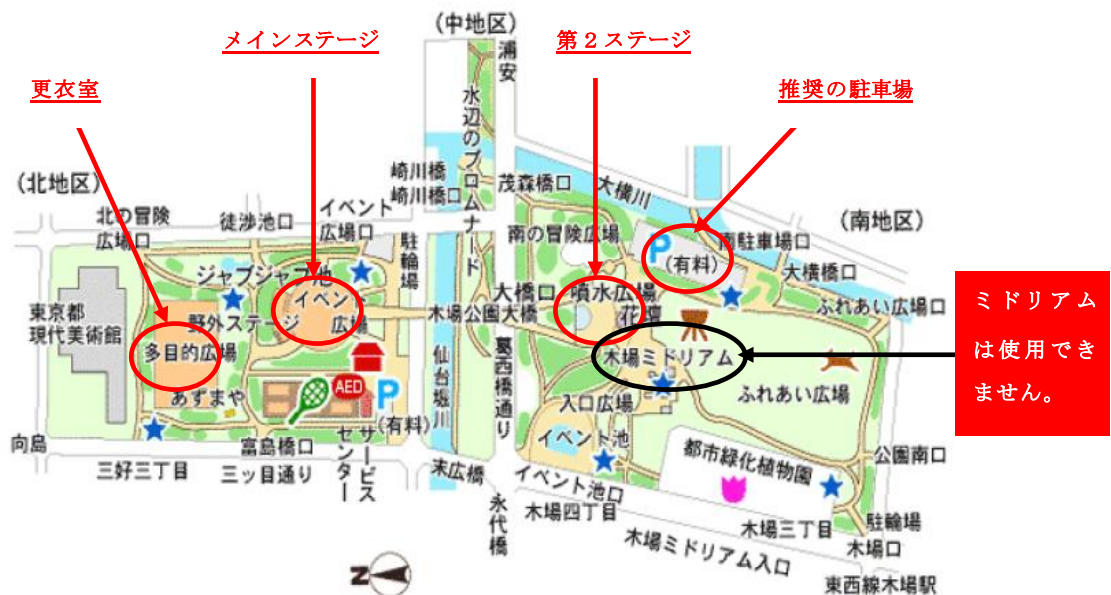 (中地区)
メインステージ
第2ステージ
更衣室
推奨の駐車場
浦安
水辺のプロムナード
崎川橋
崎川橋口
茂森橋口
大横川
(北地区)
北の冒険
広場口
徒渉池口
イベント
広場口
駐輪場
南の冒険広場
P
(有料)
南駐車場口
(南地区)
大横橋口
ジャブジャブ池
イベント
広場
野外ステージ
東京都
現代美術館
多目的広場
あずまや
大橋口
木場公園大橋
噴水広場
花壇
ふれあい広場口
木場ミドリアム
ミドリアム
は使用でき
ません。
仙台堀川
葛西橋通り
AED
P
(有料)
入口広場
ふれあい広場
向島
三好三丁目
富島橋口
三ッ目通り
サービス
センター
末広橋
永代橋
イベント池
イベント池口
都市緑化植物園
公園南口
木場四丁目
木場三丁目
木場ミドリアム入口
駐輪場
木場口
東西線木場駅
Z